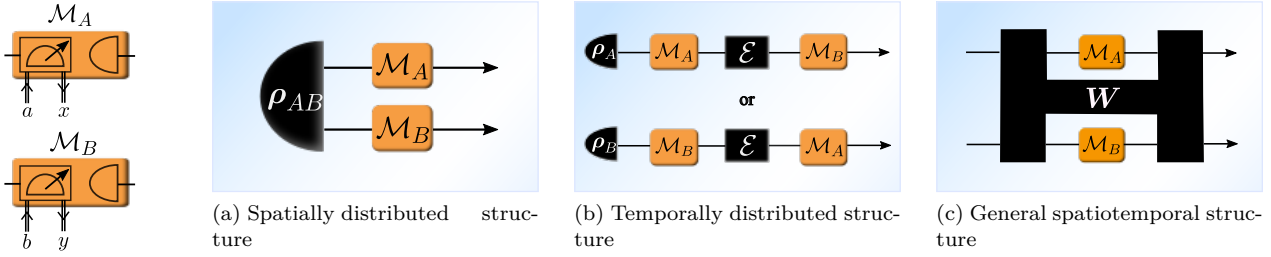 𝓜_A
a x
𝓜_B
b y
ρ_AB
𝓜_A
𝓜_B
(a) Spatially distributed struc-
ture
ρ_A 𝓜_A ℰ 𝓜_B
or
ρ_B 𝓜_B ℰ 𝓜_A
(b) Temporally distributed struc-
ture
𝓜_A
W
𝓜_B
(c) General spatiotemporal struc-
ture